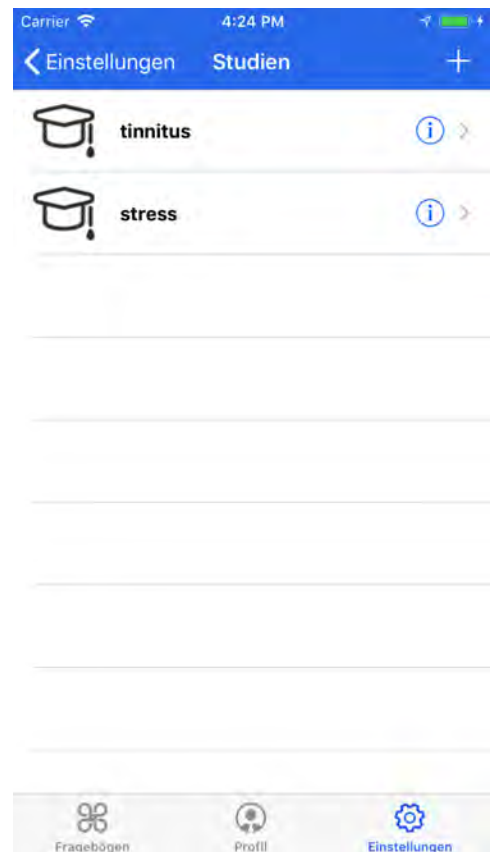 Carrier 4:24 PM
Einstellungen Studien
tinnitus
stress
Fragebögen Profil Einstellungen